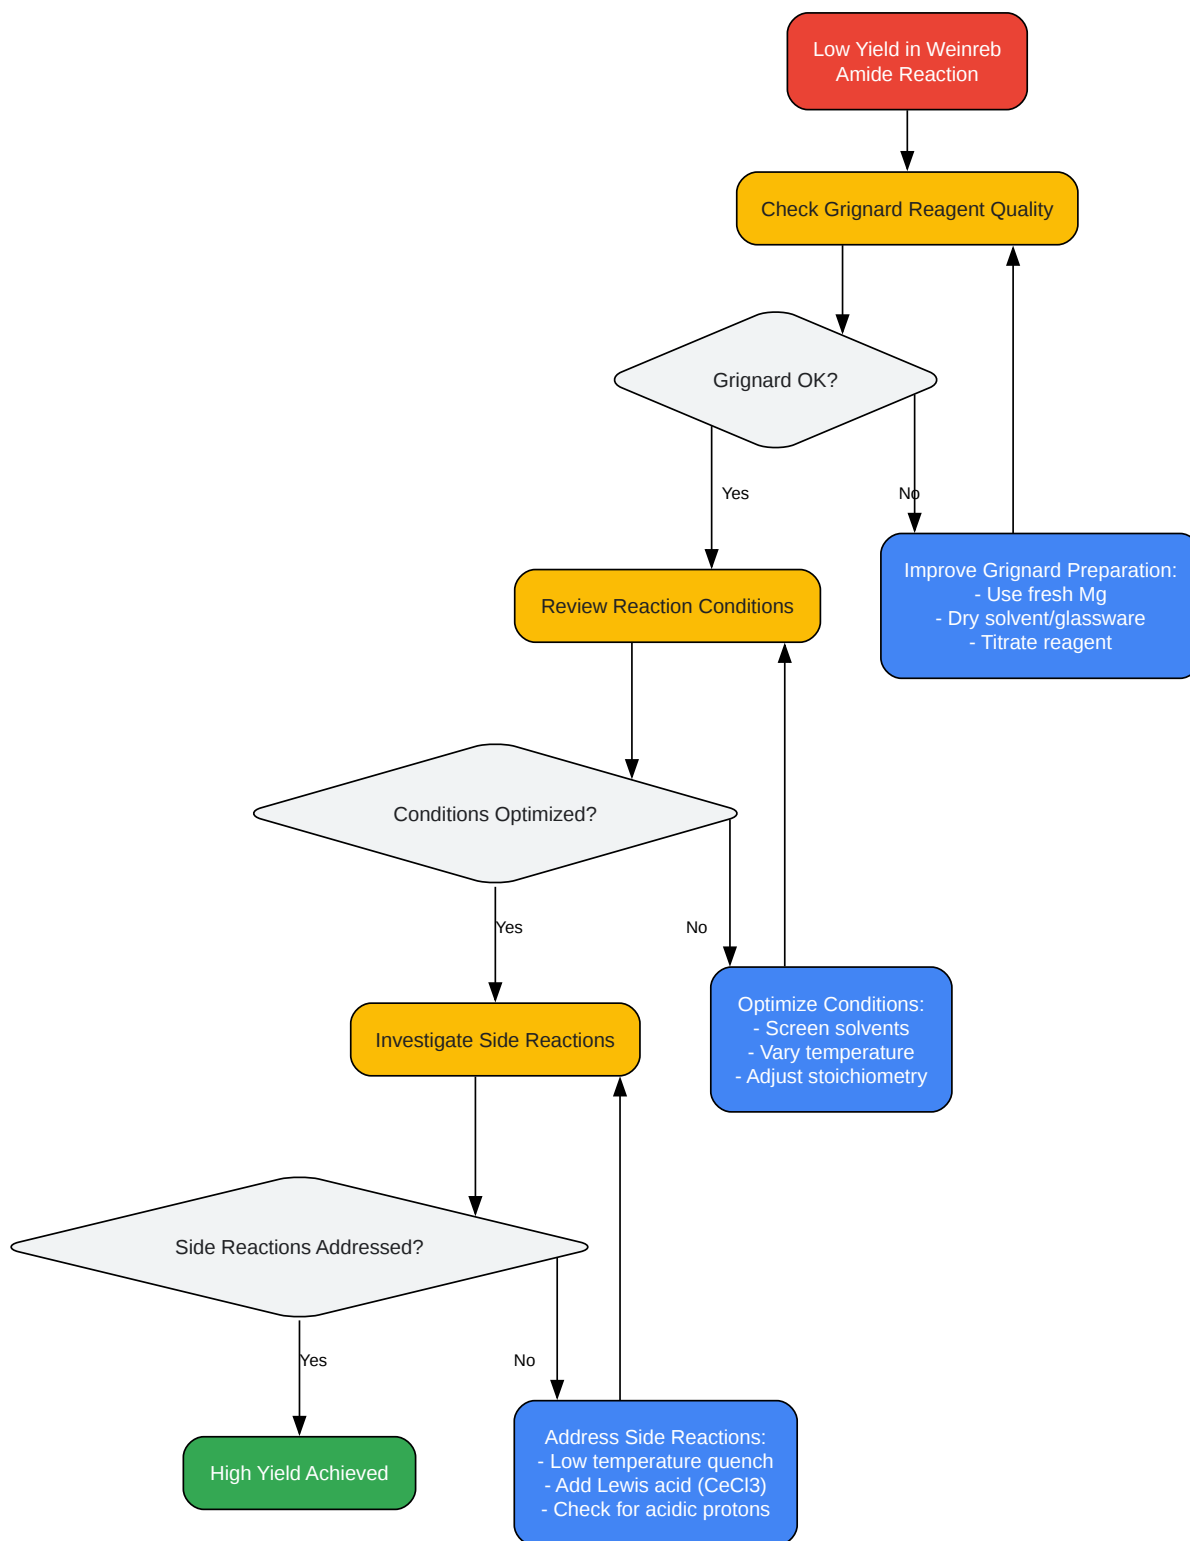 Low Yield in Weinreb
Amide Reaction
Check Grignard Reagent Quality
Grignard OK?
Yes
No
Improve Grignard Preparation:
- Use fresh Mg
- Dry solvent/glassware
- Titrate reagent
Review Reaction Conditions
Conditions Optimized?
Yes
No
Optimize Conditions:
- Screen solvents
- Vary temperature
- Adjust stoichiometry
Investigate Side Reactions
Side Reactions Addressed?
Yes
No
Address Side Reactions:
- Low temperature quench
- Add Lewis acid (CeCl3)
- Check for acidic protons
High Yield Achieved